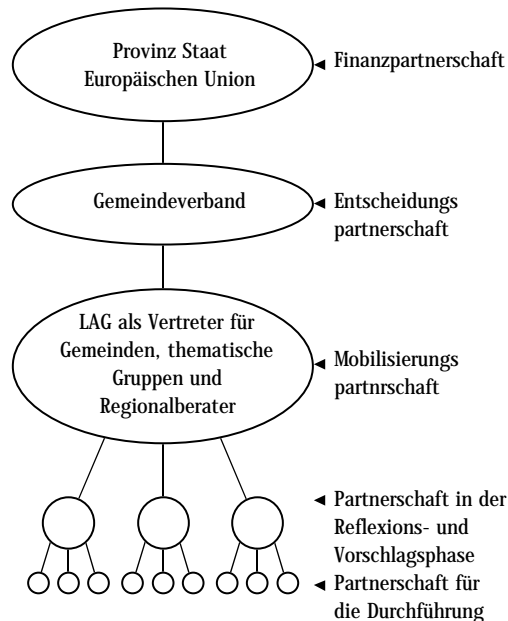 Provinz Staat
Europäischen Union
◄ Finanzpartnerschaft
Gemeindeverband
◄ Entscheidungs
partnerschaft
LAG als Vertreter für
Gemeinden, thematische
Gruppen und
Regionalberater
◄ Mobilisierungs
partnrschaft
◄ Partnerschaft in der
Reflexions- und
Vorschlagsphase
◄ Partnerschaft für
die Durchführung